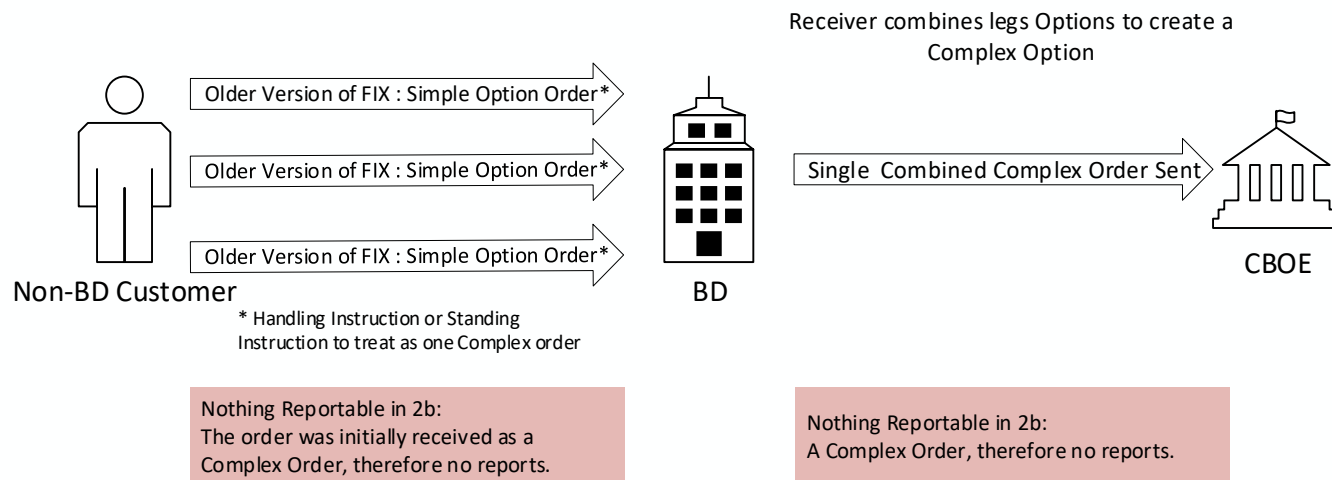 Receiver combines legs Options to create a
Complex Option
Older Version of FIX : Simple Option Order*
Older Version of FIX : Simple Option Order*
Single Combined Complex Order Sent
Older Version of FIX : Simple Option Order*
Non-BD Customer
BD
CBOE
* Handling Instruction or Standing
Instruction to treat as one Complex order
Nothing Reportable in 2b:
The order was initially received as a
Complex Order, therefore no reports.
Nothing Reportable in 2b:
A Complex Order, therefore no reports.